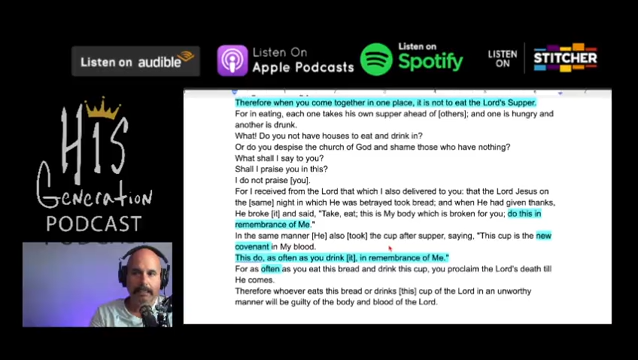 Listen on audible
Listen On
Apple Podcasts
Listen on
Spotify
LISTEN
ON
STITCHER
HIS
Generation
PODCAST
Therefore when you come together in one place, it is not to eat the Lord's Supper.
For in eating, each one takes his own supper ahead of [others]; and one is hungry and
another is drunk.
What! Do you not have houses to eat and drink in?
Or do you despise the church of God and shame those who have nothing?
What shall I say to you?
Shall I praise you in this?
I do not praise [you].
For I received from the Lord that which I also delivered to you: that the Lord Jesus on
the [same] night in which He was betrayed took bread; and when He had given thanks,
He broke [it] and said, "Take, eat; this is My body which is broken for you; do this in
remembrance of Me."
In the same manner [He] also [took] the cup after supper, saying, "This cup is the new
covenant in My blood.
This do, as often as you drink [it], in remembrance of Me."
For as often as you eat this bread and drink this cup, you proclaim the Lord's death till
He comes.
Therefore whoever eats this bread or drinks [this] cup of the Lord in an unworthy
manner will be guilty of the body and blood of the Lord.